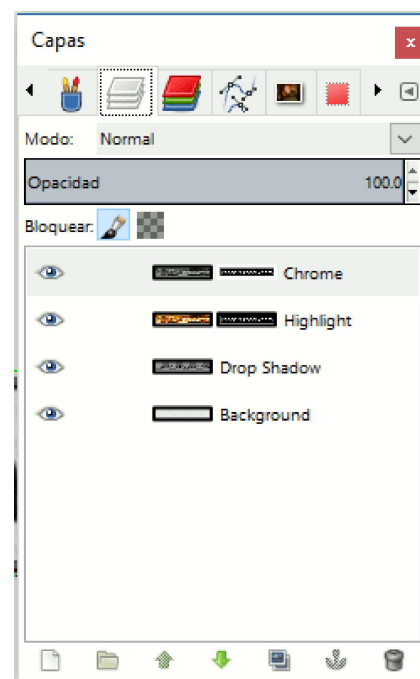 Capas
x
Modo: Normal
Opacidad 100.0
Bloquear:
Chrome
Highlight
Drop Shadow
Background